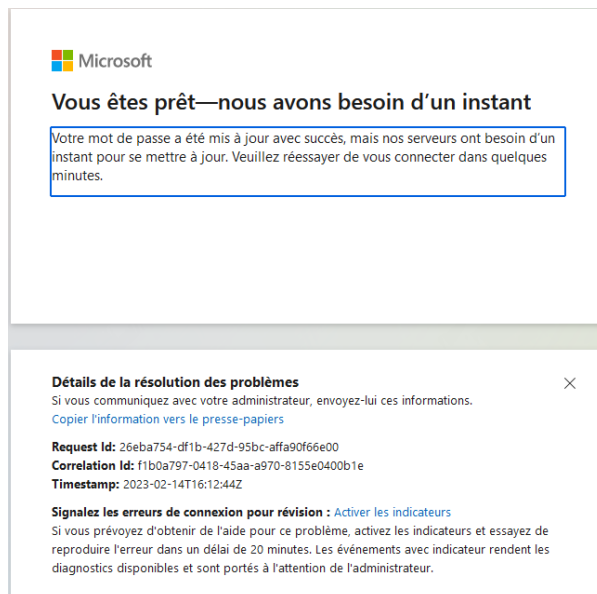 Microsoft
Vous êtes prêt—nous avons besoin d’un instant
Votre mot de passe a été mis à jour avec succès, mais nos serveurs ont besoin d’un
instant pour se mettre à jour. Veuillez réessayer de vous connecter dans quelques
minutes.
Détails de la résolution des problèmes
Si vous communiquez avec votre administrateur, envoyez-lui ces informations.
Copier l'information vers le presse-papiers
Request Id: 26eba754-df1b-427d-95bc-affa90f66e00
Correlation Id: f1b0a797-0418-45aa-a970-8155e0400b1e
Timestamp: 2023-02-14T16:12:44Z
Signalez les erreurs de connexion pour révision : Activer les indicateurs
Si vous prévoyez d'obtenir de l'aide pour ce problème, activez les indicateurs et essayez de
reproduire l'erreur dans un délai de 20 minutes. Les événements avec indicateur rendent les
diagnostics disponibles et sont portés à l'attention de l'administrateur.